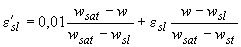 ε'sl = 0,01 (wsat − w)/(wsat − wsl) + εsl (w − wsl)/(wsat − wst)